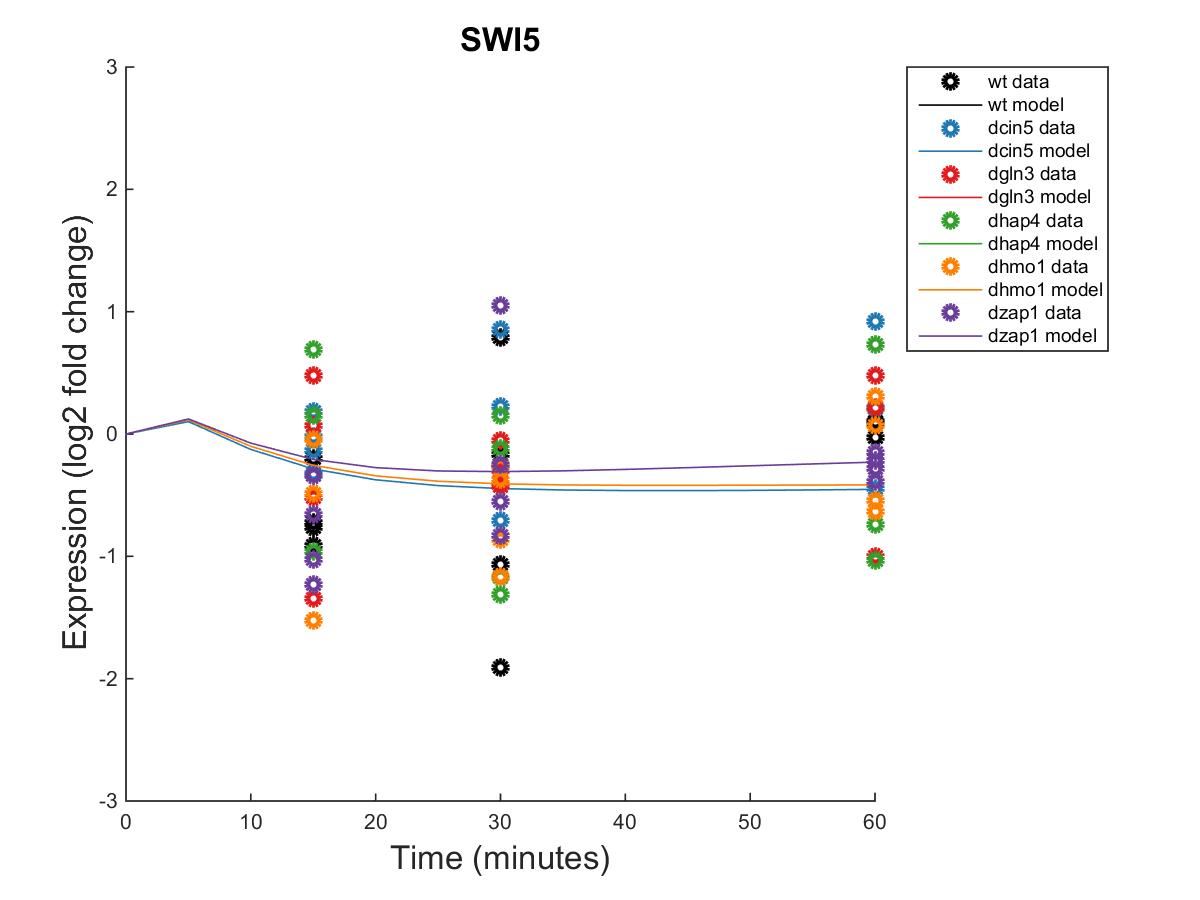 SWI5
Expression (log2 fold change)
3
2
1
0
-1
-2
-3
0 10 20 30 40 50 60
Time (minutes)
wt data
wt model
dcin5 data
dcin5 model
dgln3 data
dgln3 model
dhap4 data
dhap4 model
dhmo1 data
dhmo1 model
dzap1 data
dzap1 model